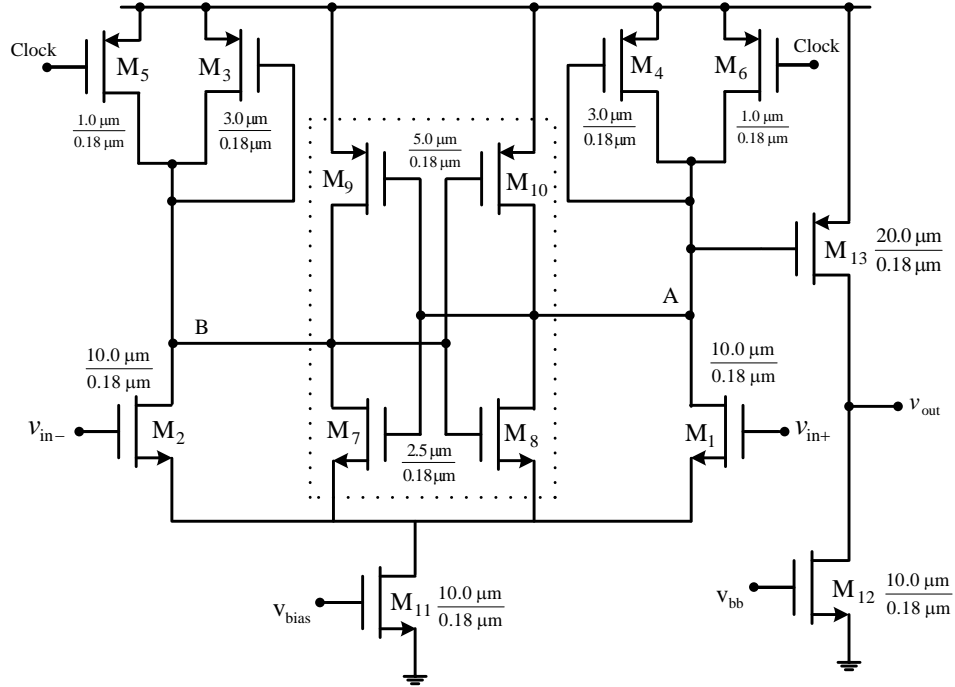 Clock
M5
M3
M4
M6
Clock
1.0 μm
0.18 μm
3.0 μm
0.18 μm
5.0 μm
0.18 μm
3.0 μm
0.18 μm
1.0 μm
0.18 μm
M9
M10
M13
20.0 μm
0.18 μm
A
B
10.0 μm
0.18 μm
10.0 μm
0.18 μm
vin−
M2
M7
2.5 μm
0.18 μm
M8
M1
vin+
vout
vbias
M11
10.0 μm
0.18 μm
vbb
M12
10.0 μm
0.18 μm